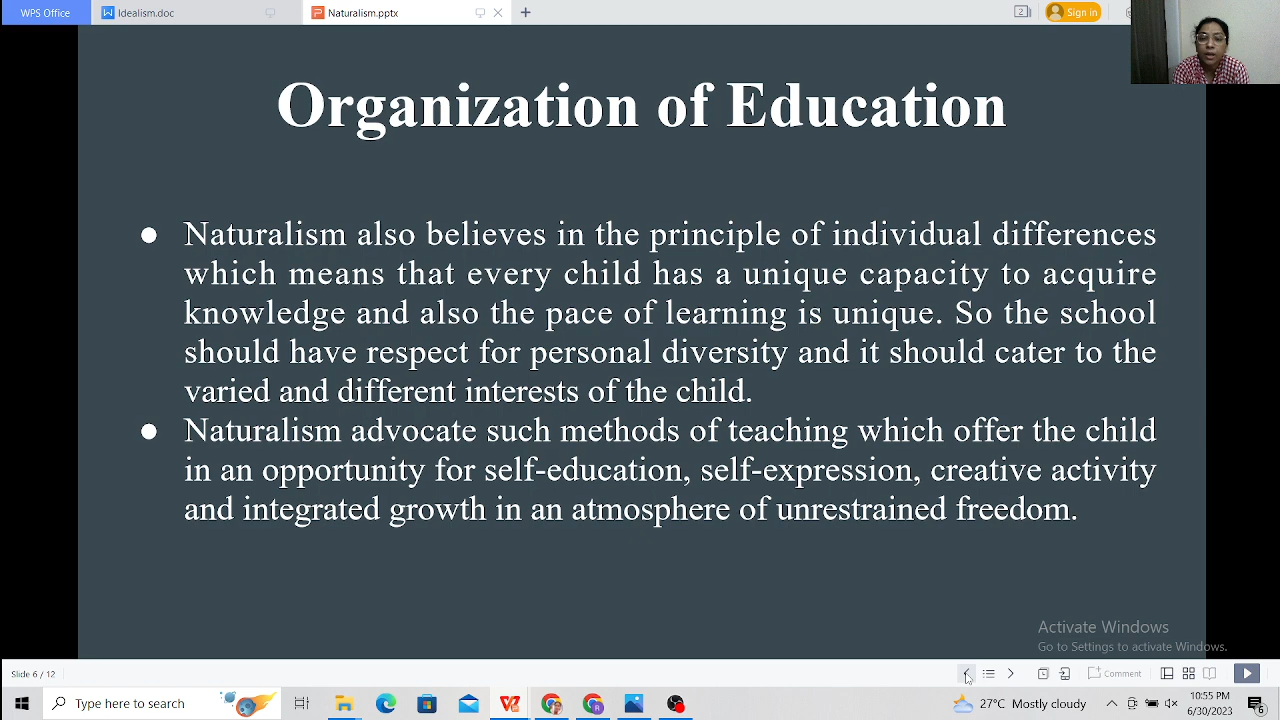 WPS Office
Idealism.doc
Naturalism.pptx
Sign in
Organization of Education
Naturalism also believes in the principle of individual differences
which means that every child has a unique capacity to acquire
knowledge and also the pace of learning is unique. So the school
should have respect for personal diversity and it should cater to the
varied and different interests of the child.
Naturalism advocate such methods of teaching which offer the child
in an opportunity for self-education, self-expression, creative activity
and integrated growth in an atmosphere of unrestrained freedom.
Activate Windows
Go to Settings to activate Windows.
Slide 6 / 12
Comment
Type here to search
27°C Mostly cloudy
10:55 PM
6/30/2023
6